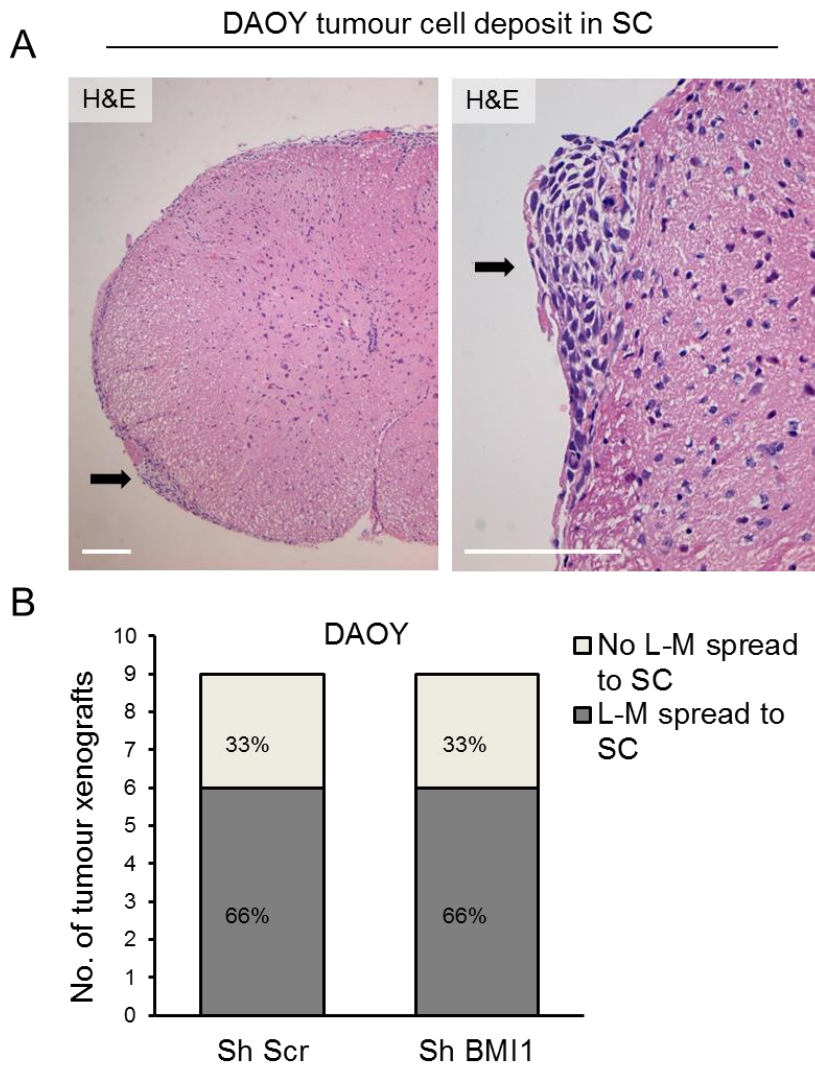 A
DAOY tumour cell deposit in SC
H&E
H&E
B
DAOY
No. of tumour xenografts
10
9
8
7
6
5
4
3
2
1
0
33%
33%
66%
66%
Sh Scr
Sh BMI1
No L-M spread
to SC
L-M spread to
SC